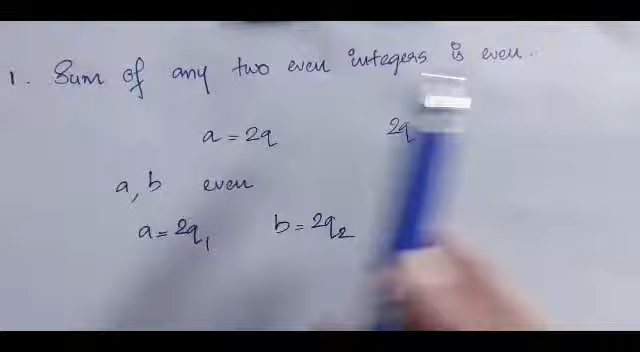 1. Sum of any two even integers is even.
a = 2q 2q
a, b even
a = 2q₁ b = 2q₂